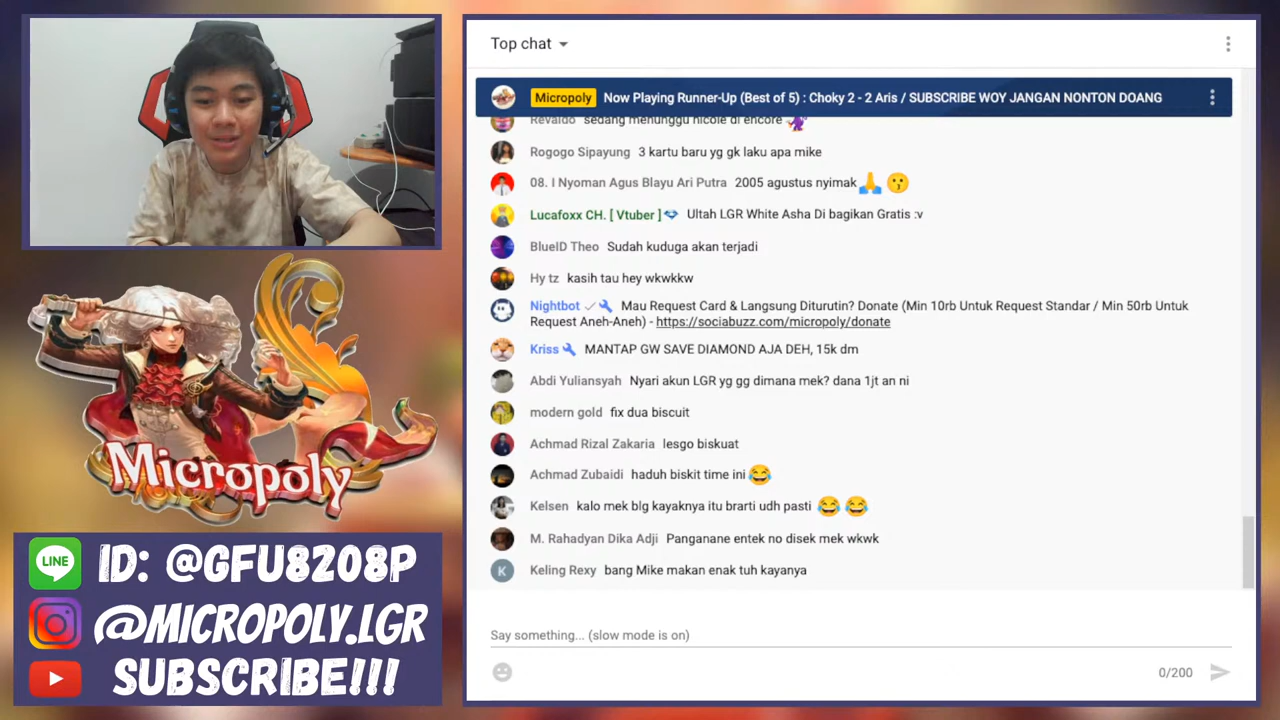 Top chat
Micropoly Now Playing Runner-Up (Best of 5) : Choky 2 - 2 Aris / SUBSCRIBE WOY JANGAN NONTON DOANG
Revaldo sedang menunggu nicole di encore
Rogogo Sipayung 3 kartu baru yg gk laku apa mike
08. I Nyoman Agus Blayu Ari Putra 2005 agustus nyimak🙏😗
Lucafoxx CH. [ Vtuber ] Ultah LGR White Asha Di bagikan Gratis :v
BlueID Theo Sudah kuduga akan terjadi
Hy tz kasih tau hey wkwkkw
Nightbot Mau Request Card & Langsung Diturutin? Donate (Min 10rb Untuk Request Standar / Min 50rb Untuk
Request Aneh-Aneh) - https://sociabuzz.com/micropoly/donate
Kriss MANTAP GW SAVE DIAMOND AJA DEH, 15k dm
Abdi Yuliansyah Nyari akun LGR yg gg dimana mek? dana 1jt an ni
modern gold fix dua biscuit
Achmad Rizal Zakaria lesgo biskuat
Achmad Zubaidi haduh biskit time ini😂
Kelsen kalo mek blg kayaknya itu brarti udh pasti 😂 😂
M. Rahadyan Dika Adji Panganane entek no disek mek wkwk
K Keling Rexy bang Mike makan enak tuh kayanya
Say something... (slow mode is on)
0/200
Micropoly
LINE ID: @GFU8208P
@MICROPOLY.LGR
SUBSCRIBE!!!